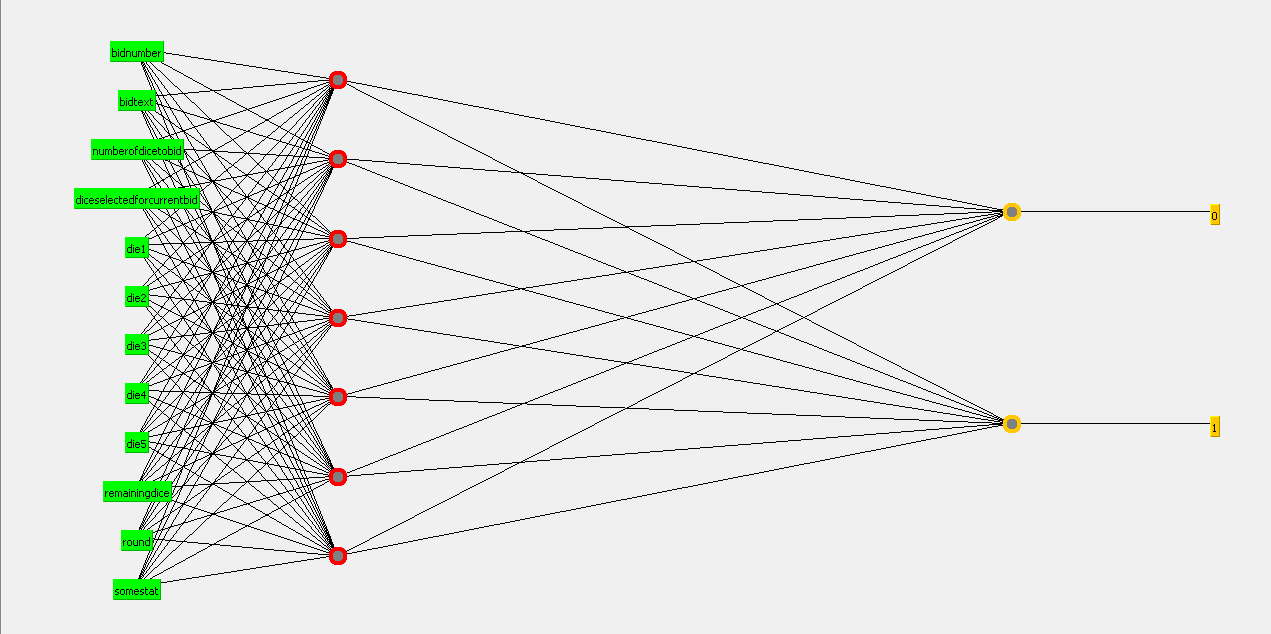 bidnumber
bidtext
numberofdicetobid
diceselectedforcurrentbid
die1
die2
die3
die4
die5
remainingdice
round
somestat
0
1